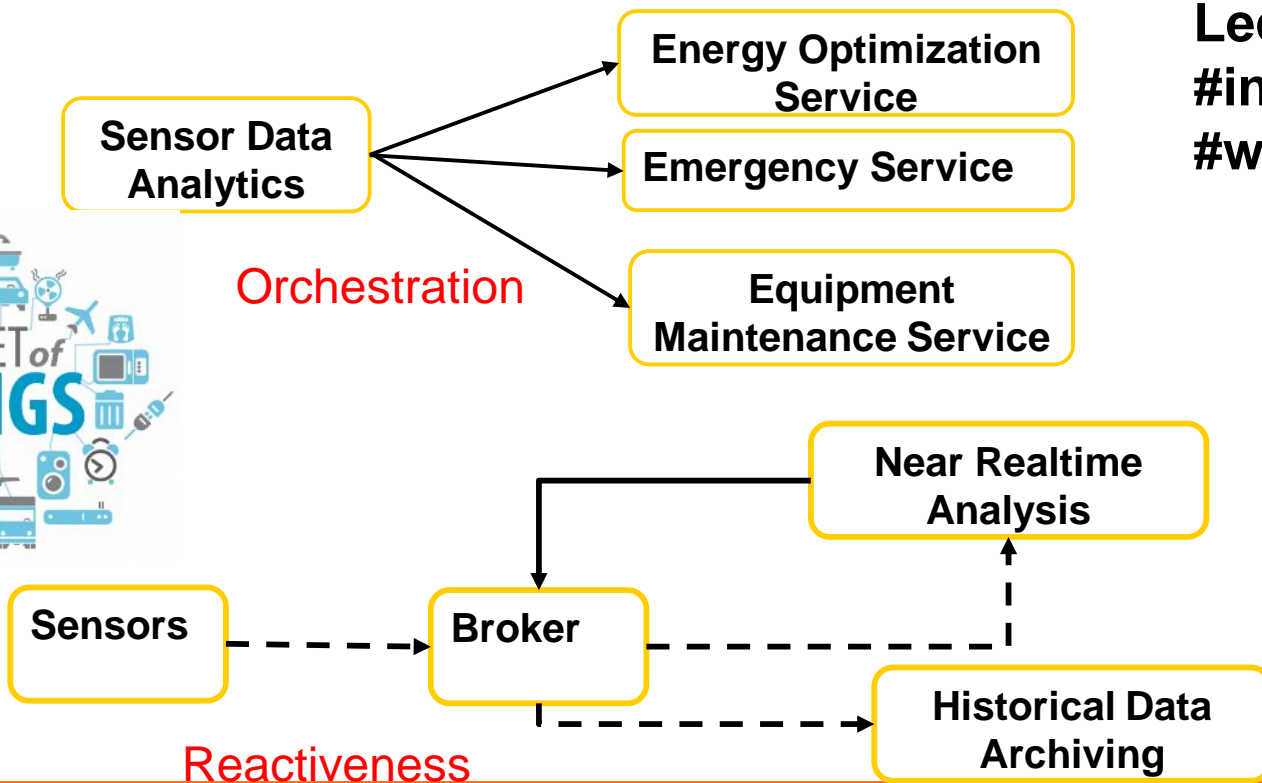 Energy Optimization
Service
Sensor Data
Analytics
Emergency Service
Orchestration
Equipment
Maintenance Service
of
Near Realtime
Analysis
Sensors
Broker
Historical Data
Archiving
Reactiveness